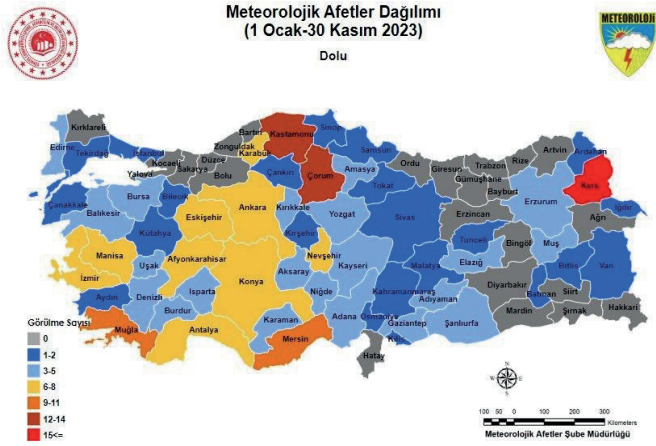 Meteorolojik Afetler Dağılımı
(1 Ocak-30 Kasım 2023)
Dolu
METEOROLOJİ
Kırklareli
Edirne
Tekirdağ
İstanbul
Kocaeli
Yalova
Sakarya
Düzce
Bolu
Zonguldak
Bartın
Karabük
Kastamonu
Sinop
Samsun
Çankırı
Çorum
Amasya
Tokat
Ordu
Giresun
Trabzon
Gümüşhane
Bayburt
Rize
Artvin
Ardahan
Kars
Iğdır
Ağrı
Erzurum
Erzincan
Çanakkale
Balıkesir
Bursa
Bilecik
Kütahya
Eskişehir
Ankara
Kırıkkale
Yozgat
Sivas
Kırşehir
Tunceli
Bingöl
Muş
Elazığ
Bitlis
Van
Manisa
İzmir
Uşak
Afyonkarahisar
Konya
Aksaray
Nevşehir
Kayseri
Malatya
Diyarbakır
Batman
Siirt
Şırnak
Hakkari
Mardin
Aydın
Denizli
Isparta
Burdur
Niğde
Kahramanmaraş
Adıyaman
Osmaniye
Gaziantep
Şanlıurfa
Kilis
Muğla
Antalya
Karaman
Mersin
Adana
Hatay
Görülme Sayısı
0
1-2
3-5
6-8
9-11
12-14
15<=
N
W
E
S
100 50 0 100 200 300
Kilometers
Meteorolojik Afetler Şube Müdürlüğü